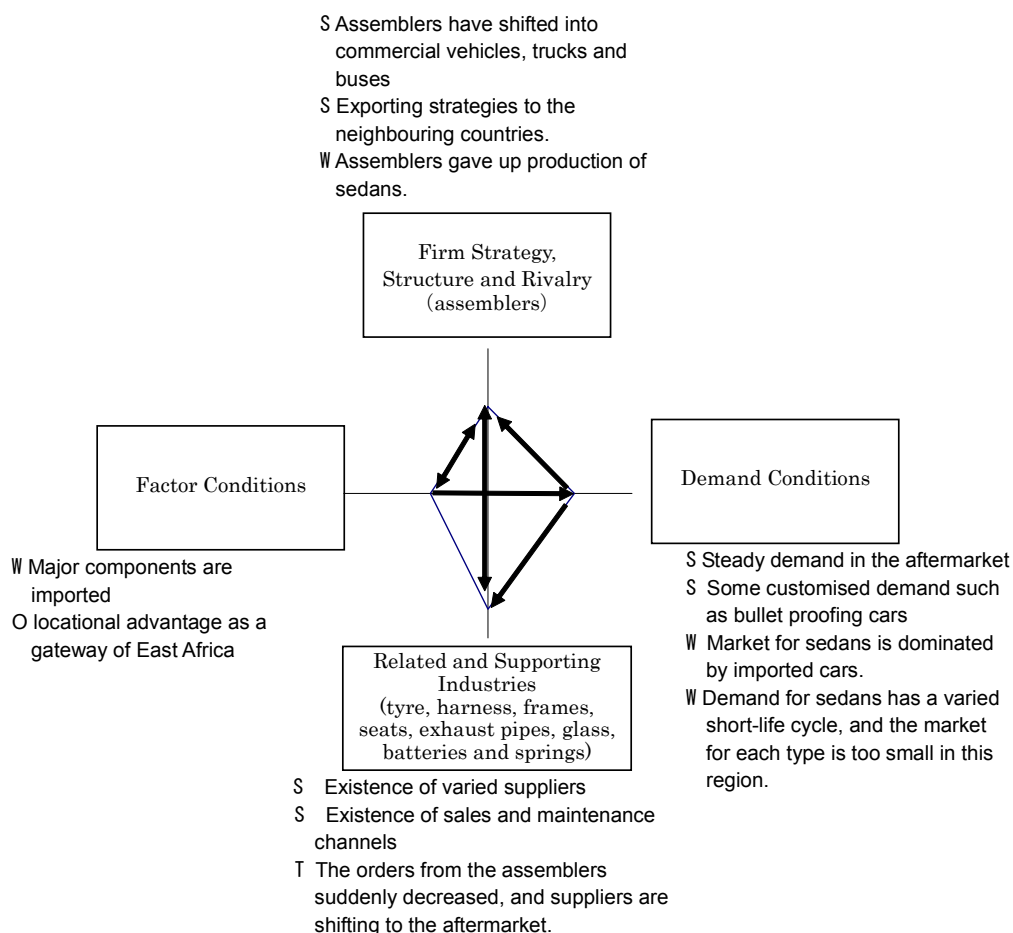 S Assemblers have shifted into
commercial vehicles, trucks and
buses
S Exporting strategies to the
neighbouring countries.
W Assemblers gave up production of
sedans.
Firm Strategy,
Structure and Rivalry
(assemblers)
Factor Conditions
Demand Conditions
W Major components are
imported
O locational advantage as a
gateway of East Africa
S Steady demand in the aftermarket
S Some customised demand such
as bullet proofing cars
W Market for sedans is dominated
by imported cars.
W Demand for sedans has a varied
short-life cycle, and the market
for each type is too small in this
region.
Related and Supporting
Industries
(tyre, harness, frames,
seats, exhaust pipes, glass,
batteries and springs)
S Existence of varied suppliers
S Existence of sales and maintenance
channels
T The orders from the assemblers
suddenly decreased, and suppliers are
shifting to the aftermarket.